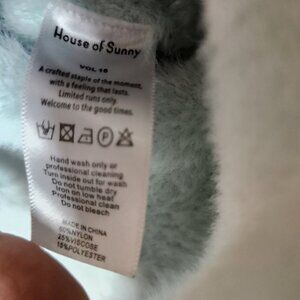 House of Sunny
VOL 16
A crafted staple of the moment,
with a feeling that lasts.
Limited runs only.
Welcome to the good times.
P
Hand wash only or
professional cleaning
Turn inside out for wash
Do not tumble dry
Iron on low heat
Professional clean
Do not bleach
MADE IN CHINA
60%NYLON
25%VISCOSE
15%POLYESTER